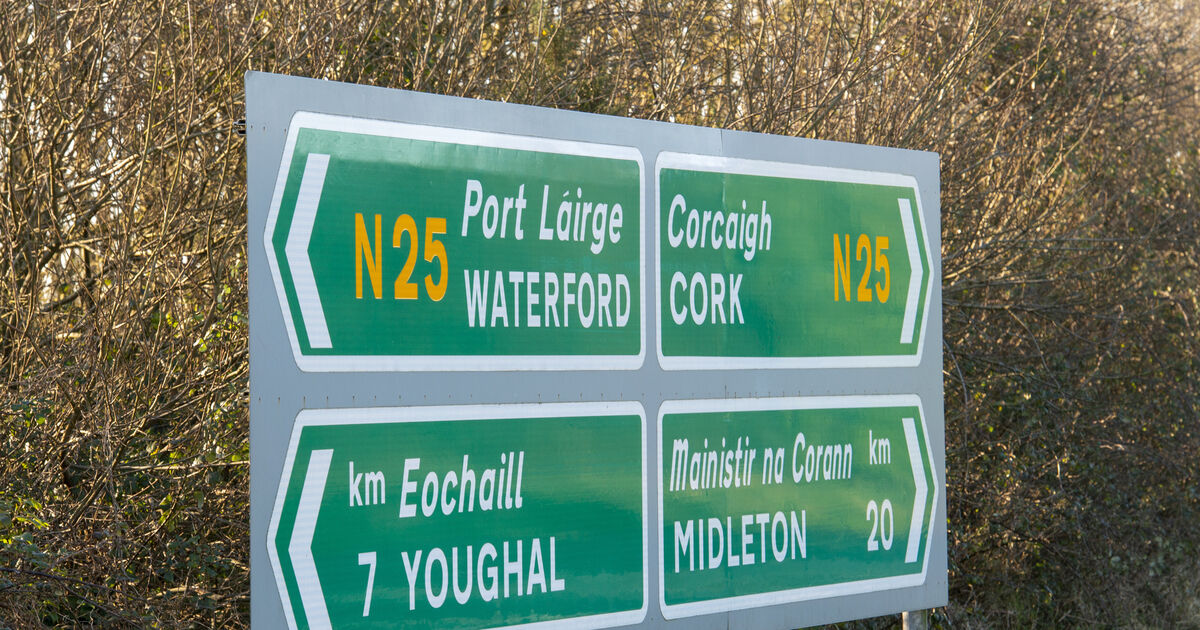 Port Láirge
N25
WATERFORD
Corcaigh
N25
CORK
km Eochaill
7 YOUGHAL
Mainistir na Corann km
MIDLETON 20